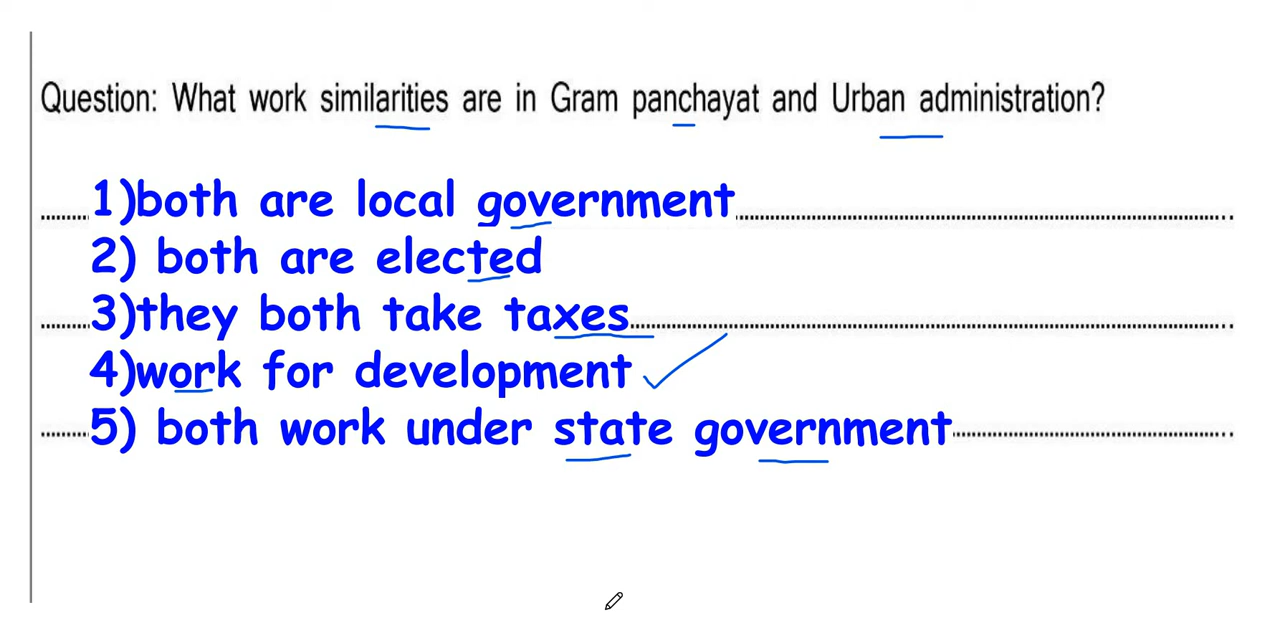 Question: What work similarities are in Gram panchayat and Urban administration?
1)both are local government
2) both are elected
3)they both take taxes
4)work for development
5) both work under state government